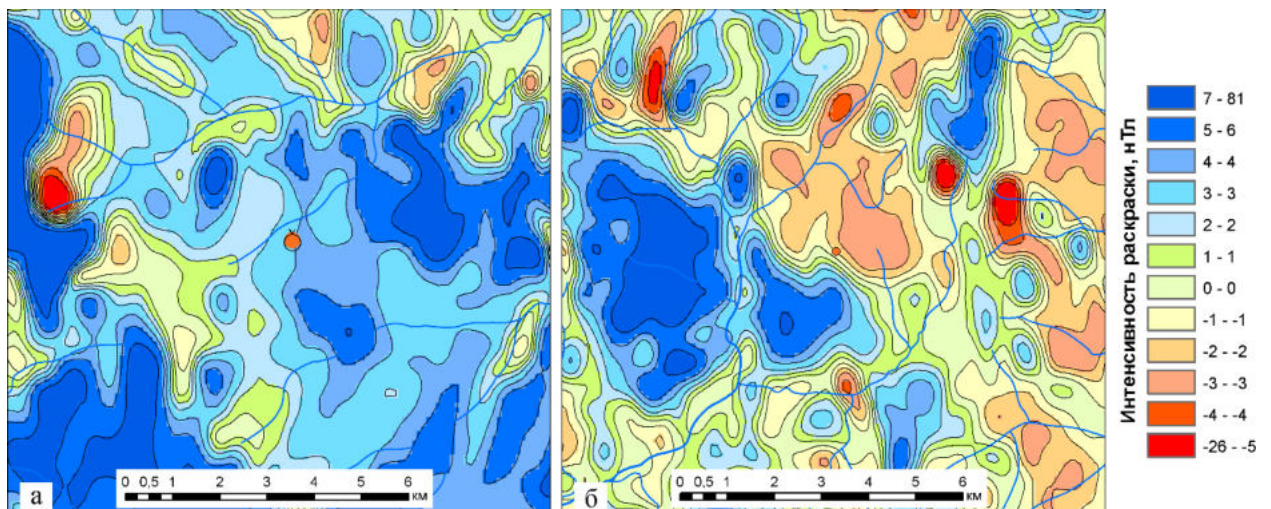 а
0 0,5 1 2 3 4 5 6
км
б
0 0,5 1 2 3 4 5 6
км
Интенсивность раскраски, нТл
7 - 81
5 - 6
4 - 4
3 - 3
2 - 2
1 - 1
0 - 0
-1 - -1
-2 - -2
-3 - -3
-4 - -4
-26 - -5